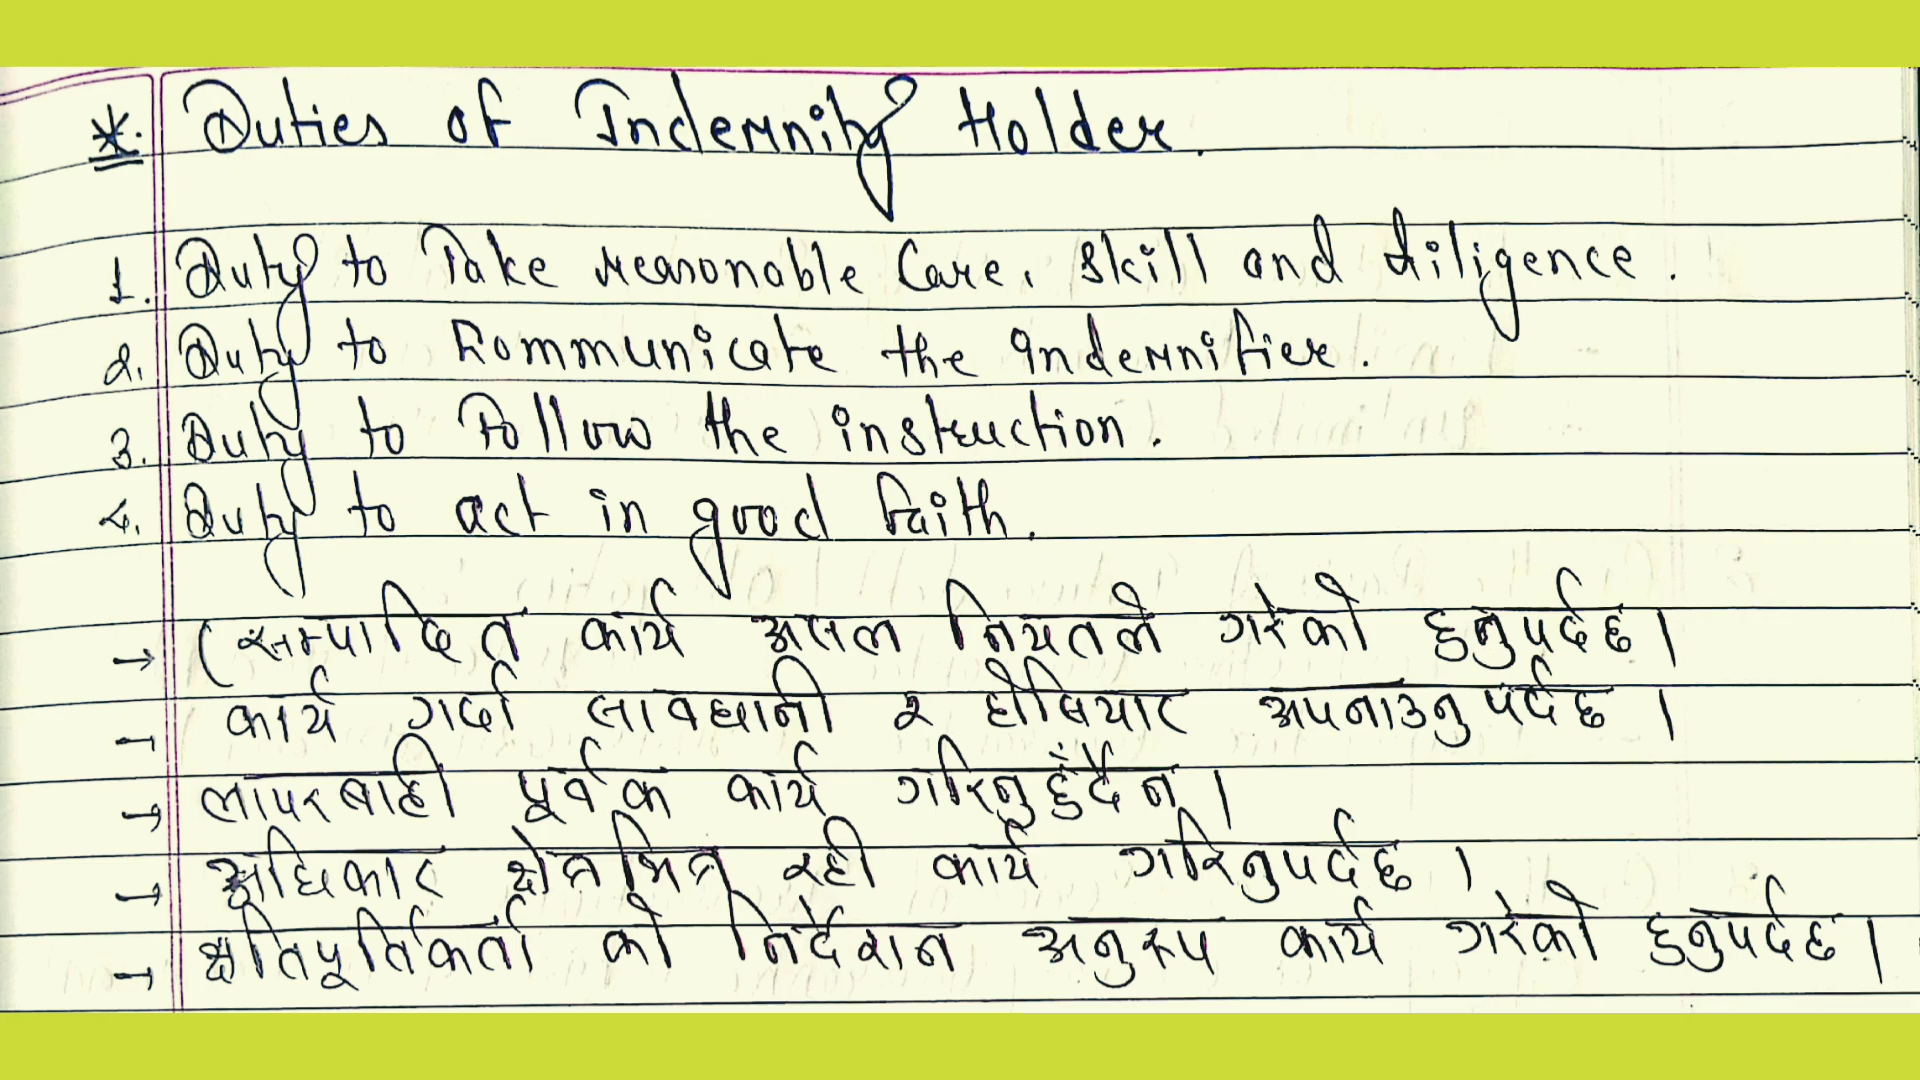 * Duties of Indemnity Holder.
1. Duty to Take reasonable Care, skill and diligence.
2. Duty to Communicate the indemnifier.
3. Duty to Follow the instruction.
4. Duty to act in good Faith.
→ (सम्पादित कार्य असल नियतले गरेको हुनुपर्दछ ।
→ कार्य गर्दा सावधानी र होसियार अपनाउनु पर्दछ ।
→ लापरबाही पूर्वक कार्य गरिनुहुँदैन ।
→ अधिकार क्षेत्रभित्र रही कार्य गरिनुपर्दछ ।
→ क्षतिपूर्तिकर्ता को निर्देशन अनुरुप कार्य गरेको हुनुपर्दछ ।